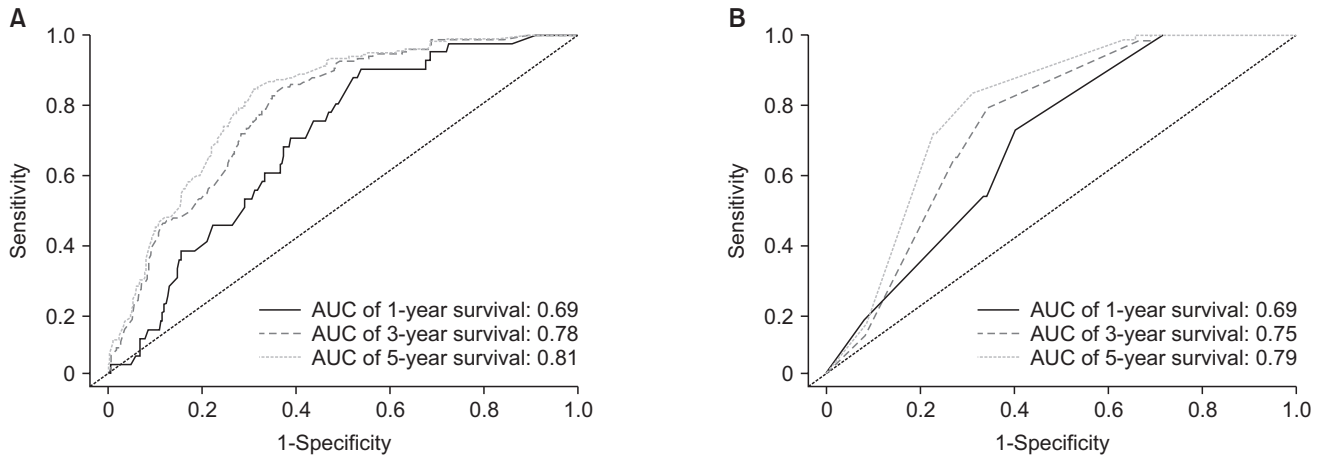 A
1.0
0.8
0.6
0.4
0.2
0
Sensitivity
AUC of 1-year survival: 0.69
AUC of 3-year survival: 0.78
AUC of 5-year survival: 0.81
0 0.2 0.4 0.6 0.8 1.0
1-Specificity
B
1.0
0.8
0.6
0.4
0.2
0
Sensitivity
AUC of 1-year survival: 0.69
AUC of 3-year survival: 0.75
AUC of 5-year survival: 0.79
0 0.2 0.4 0.6 0.8 1.0
1-Specificity